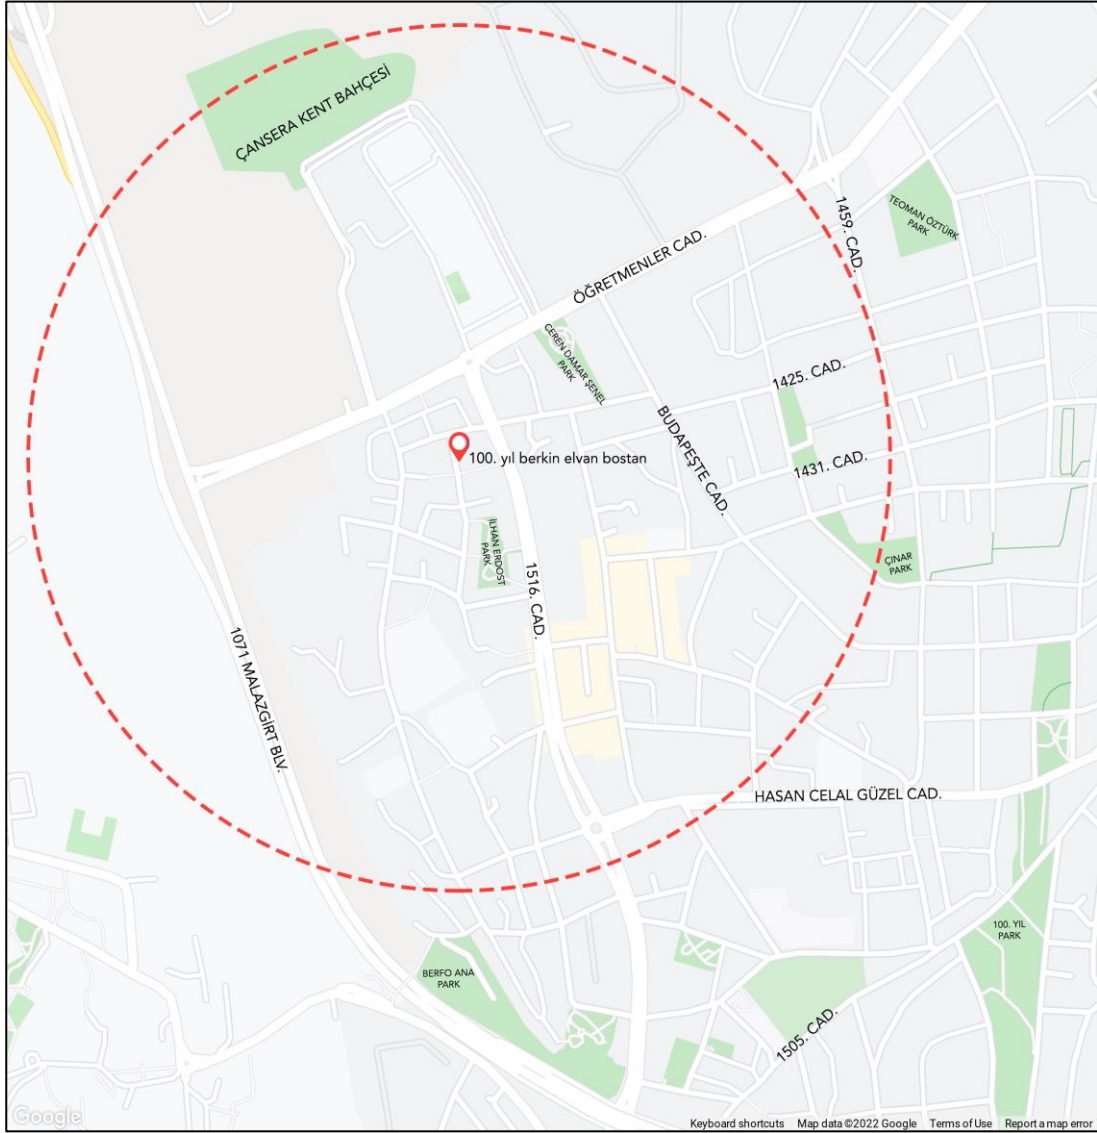 ÇANSERA KENT BAHÇESİ
TEOMAN ÖZTÜRK
PARK
1459. CAD.
ÖĞRETMENLER CAD.
CEREN DAMAR ŞENEL
PARK
1425. CAD.
BUDAPEŞTE CAD.
100. yıl berkin elvan bostan
1431. CAD.
İLHAN ERDOST
PARK
ÇINAR
PARK
1516. CAD.
1071 MALAZGİRT BLV.
HASAN CELAL GÜZEL CAD.
100. YIL
PARK
BERFO ANA
PARK
1505. CAD.
Google
Keyboard shortcuts Map data ©2022 Google Terms of Use Report a map error